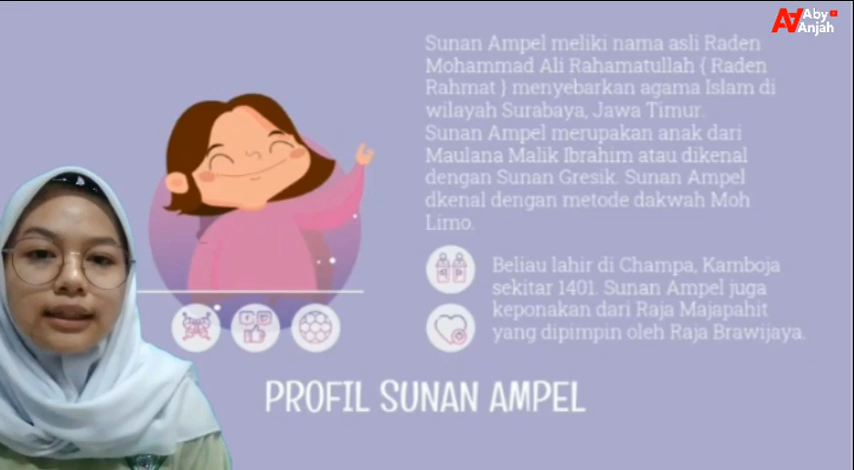 Aby
Anjah
Sunan Ampel meliki nama asli Raden
Mohammad Ali Rahamatullah { Raden
Rahmat } menyebarkan agama Islam di
wilayah Surabaya, Jawa Timur.
Sunan Ampel merupakan anak dari
Maulana Malik Ibrahim atau dikenal
dengan Sunan Gresik. Sunan Ampel
dkenal dengan metode dakwah Moh
Limo.
Beliau lahir di Champa, Kamboja
sekitar 1401. Sunan Ampel juga
keponakan dari Raja Majapahit
yang dipimpin oleh Raja Brawijaya.
PROFIL SUNAN AMPEL